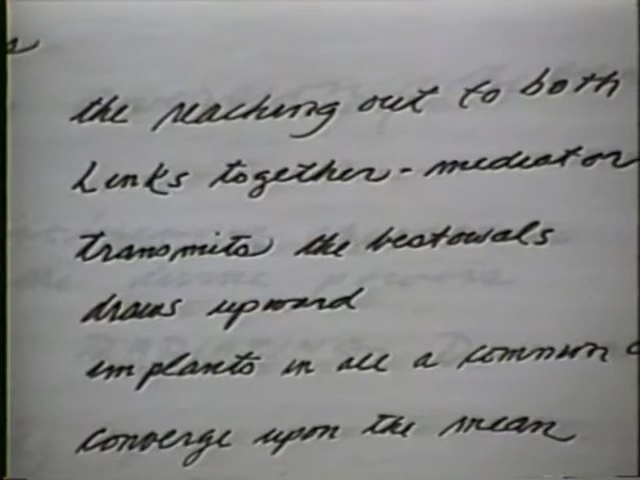 the reaching out to both
Links together - mediator
transmits the bestowals
draws upward
implants in all a common
converge upon the mean